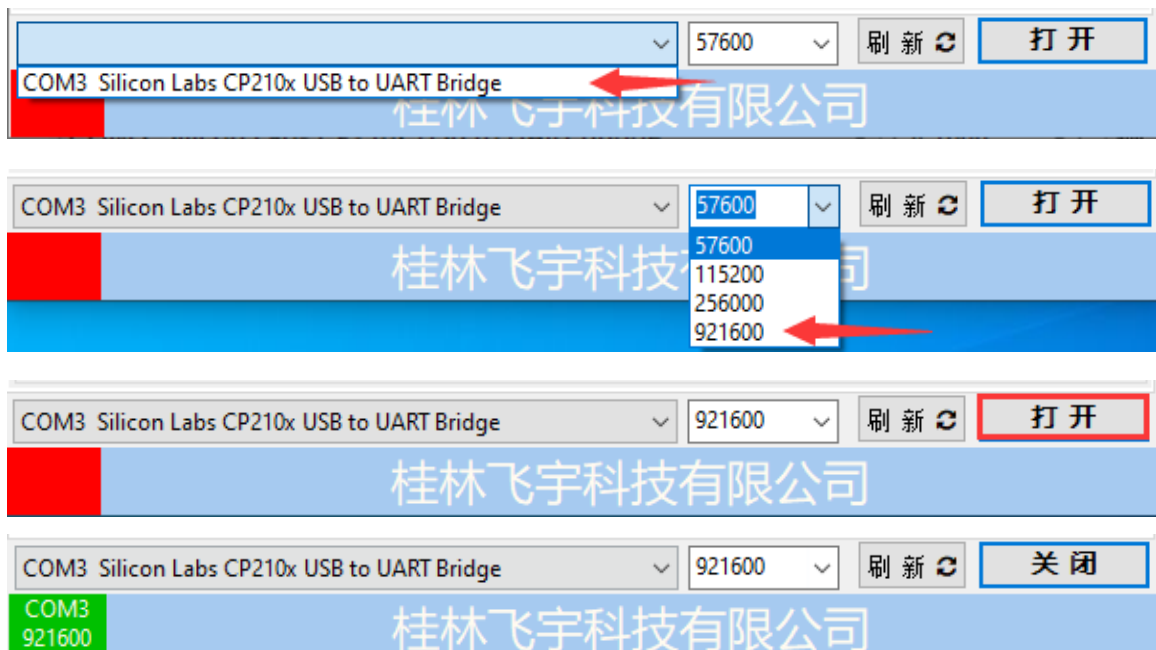 57600 刷 新 打 开
COM3 Silicon Labs CP210x USB to UART Bridge
桂林飞宇科技有限公司
COM3 Silicon Labs CP210x USB to UART Bridge 57600 刷 新 打 开
57600
桂林飞宇科技 司
115200
256000
921600
COM3 Silicon Labs CP210x USB to UART Bridge 921600 刷 新 打 开
桂林飞宇科技有限公司
COM3 Silicon Labs CP210x USB to UART Bridge 921600 刷 新 关 闭
COM3
921600
桂林飞宇科技有限公司